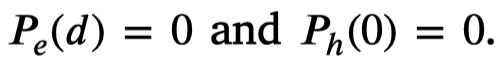 Pₑ(d) = 0 and Pₕ(0) = 0.